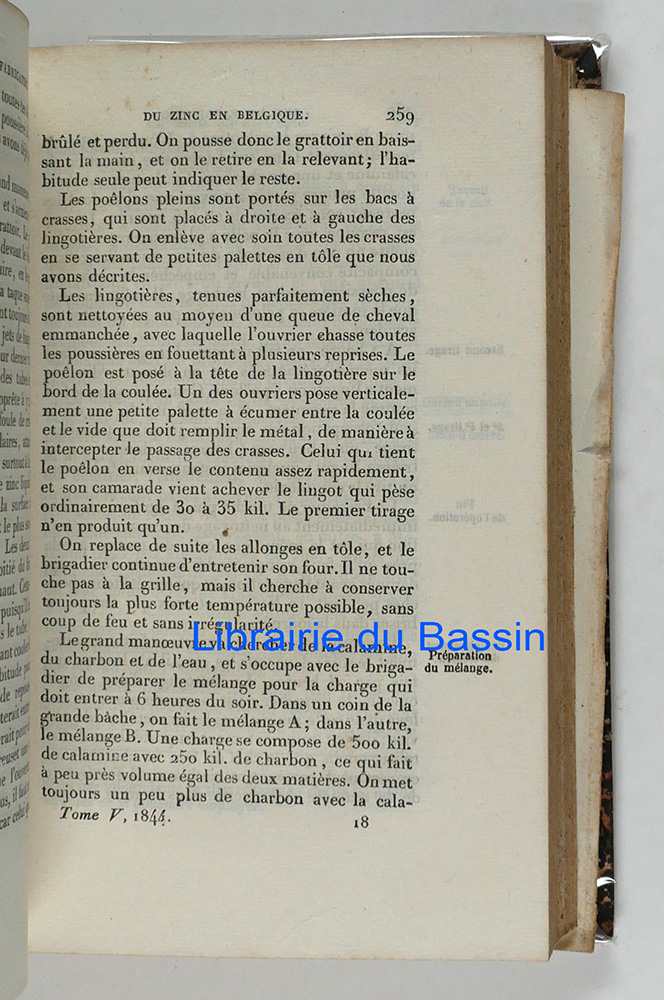 DU ZINC EN BELGIQUE. 259
brûlé et perdu. On pousse donc le grattoir en bais-
sant la main, et on le retire en la relevant; l'ha-
bitude seule peut indiquer le reste.
Les poêlons pleins sont portés sur les bacs à
crasses, qui sont placés à droite et à gauche des
lingotières. On enlève avec soin toutes les crasses
en se servant de petites palettes en tôle que nous
avons décrites.
Les lingotières, tenues parfaitement sèches,
sont nettoyées au moyen d'une queue de cheval
emmanchée, avec laquelle l'ouvrier chasse toutes
les poussières en fouettant à plusieurs reprises. Le
poêlon est posé à la tête de la lingotière sur le
bord de la coulée. Un des ouvriers pose verticale-
ment une petite palette à écumer entre la coulée
et le vide que doit remplir le métal, de manière à
intercepter le passage des crasses. Celui qui tient
le poêlon en verse le contenu assez rapidement,
et son camarade vient achever le lingot qui pèse
ordinairement de 30 à 35 kil. Le premier tirage
n'en produit qu'un.
On replace de suite les allonges en tôle, et le
brigadier continue d'entretenir son four. Il ne tou-
che pas à la grille, mais il cherche à conserver
toujours la plus forte température possible, sans
coup de feu et sans irrégularité.
Librairie du Bassin
Le grand manœuvre va chercher de la calamine,
du charbon et de l'eau, et s'occupe avec le briga-
dier de préparer le mélange pour la charge qui
doit entrer à 6 heures du soir. Dans un coin de la
grande bâche, on fait le mélange A; dans l'autre,
le mélange B. Une charge se compose de 500 kil.
de calamine avec 250 kil. de charbon, ce qui fait
à peu près volume égal des deux matières. On met
toujours un peu plus de charbon avec la cala-
Préparation
du mélange.
Tome V, 1844. 18